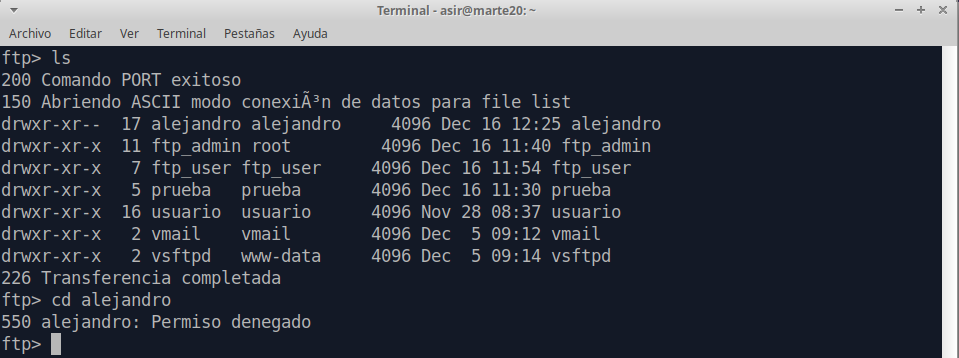 Terminal - asir@marte20: ~
Archivo Editar Ver Terminal Pestañas Ayuda
ftp> ls
200 Comando PORT exitoso
150 Abriendo ASCII modo conexiÃ³n de datos para file list
drwxr-xr--  17 alejandro alejandro     4096 Dec 16 12:25 alejandro
drwxr-xr-x  11 ftp_admin root         4096 Dec 16 11:40 ftp_admin
drwxr-xr-x   7 ftp_user ftp_user     4096 Dec 16 11:54 ftp_user
drwxr-xr-x   5 prueba   prueba       4096 Dec 16 11:30 prueba
drwxr-xr-x  16 usuario  usuario      4096 Nov 28 08:37 usuario
drwxr-xr-x   2 vmail    vmail        4096 Dec  5 09:12 vmail
drwxr-xr-x   2 vsftpd   www-data     4096 Dec  5 09:14 vsftpd
226 Transferencia completada
ftp> cd alejandro
550 alejandro: Permiso denegado
ftp>